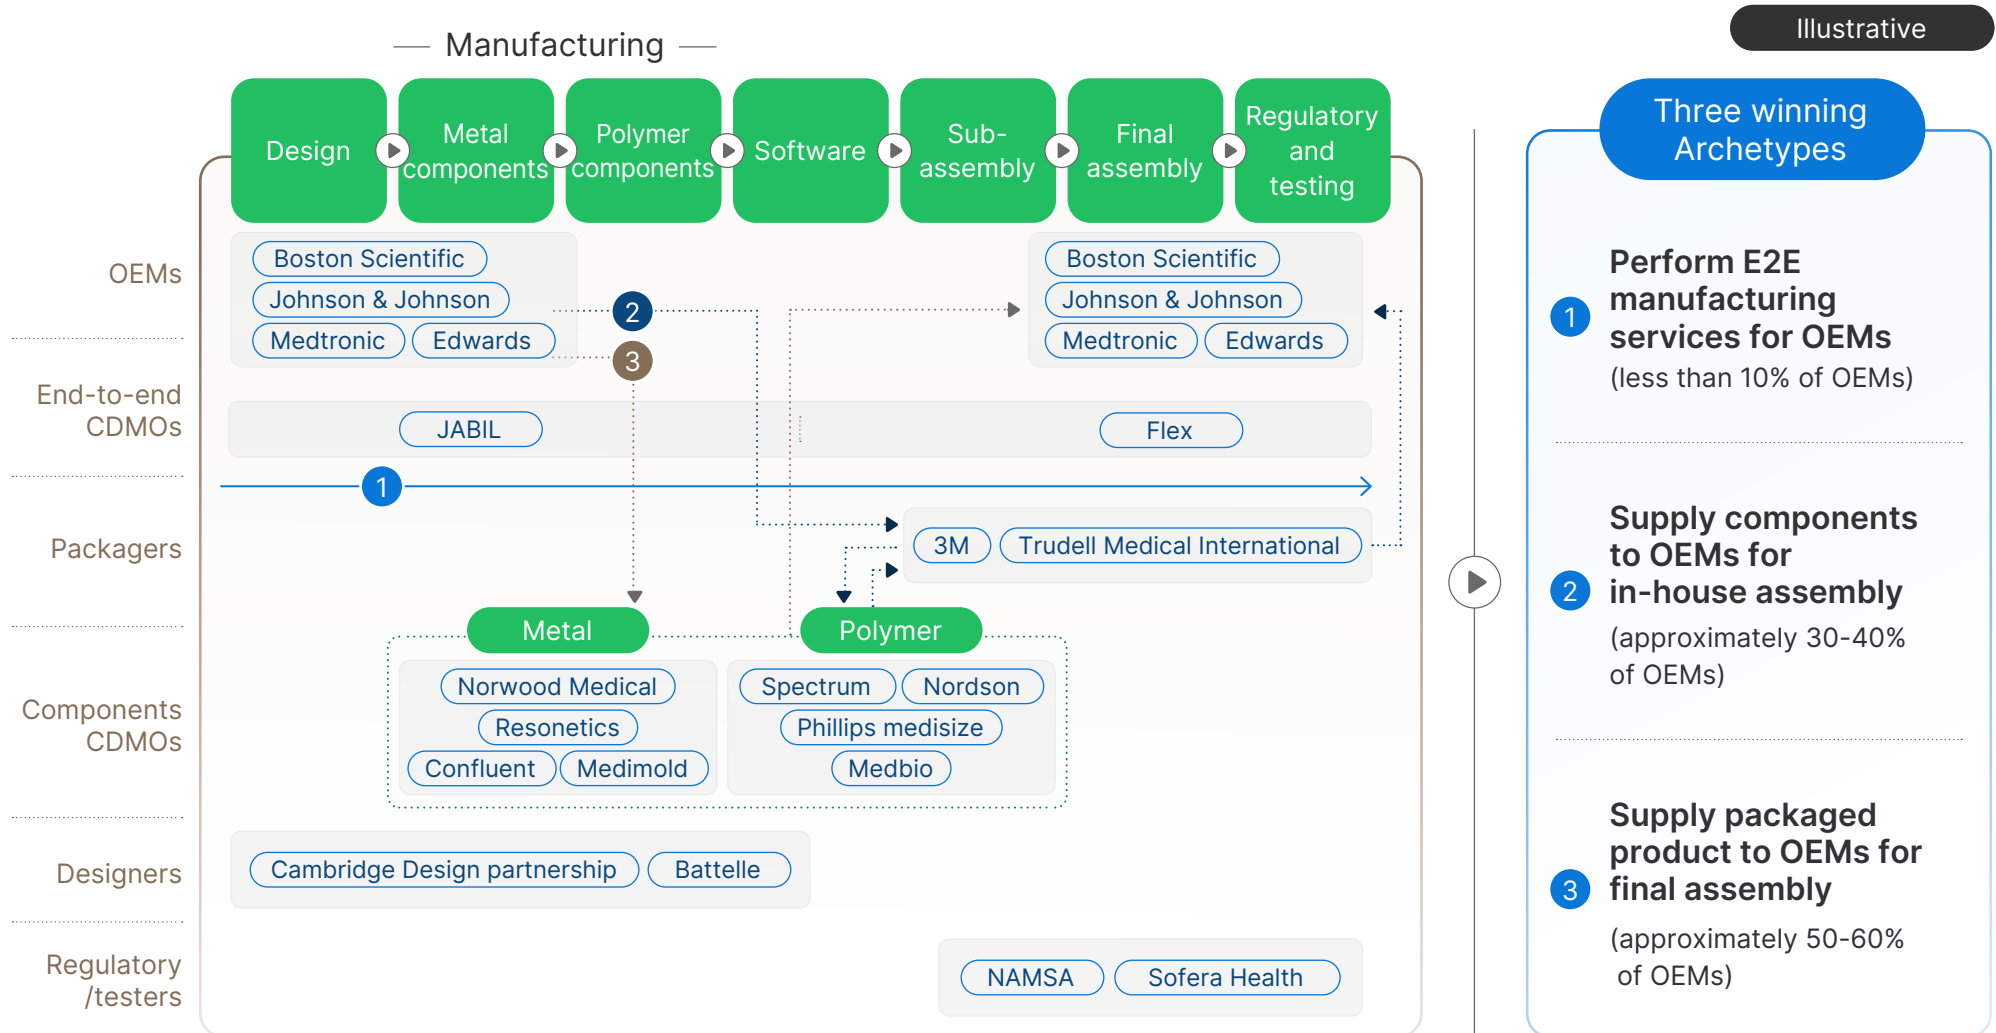 Illustrative
Manufacturing
Design
Metal
components
Polymer
components
Software
Sub-
assembly
Final
assembly
Regulatory
and
testing
OEMs
Boston Scientific
Johnson & Johnson
Medtronic
Edwards
2
3
Boston Scientific
Johnson & Johnson
Medtronic
Edwards
End-to-end
CDMOs
JABIL
Flex
1
Packagers
3M
Trudell Medical International
Components
CDMOs
Metal
Norwood Medical
Resonetics
Confluent
Medimold
Polymer
Spectrum
Nordson
Phillips medisize
Medbio
Designers
Cambridge Design partnership
Battelle
Regulatory
/testers
NAMSA
Sofera Health
Three winning
Archetypes
1
Perform E2E
manufacturing
services for OEMs
(less than 10% of OEMs)
2
Supply components
to OEMs for
in-house assembly
(approximately 30-40%
of OEMs)
3
Supply packaged
product to OEMs for
final assembly
(approximately 50-60%
of OEMs)